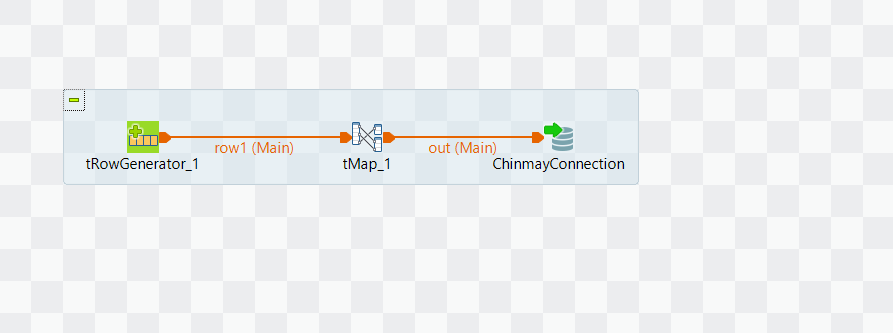 row1 (Main)
out (Main)
tRowGenerator_1
tMap_1
ChinmayConnection